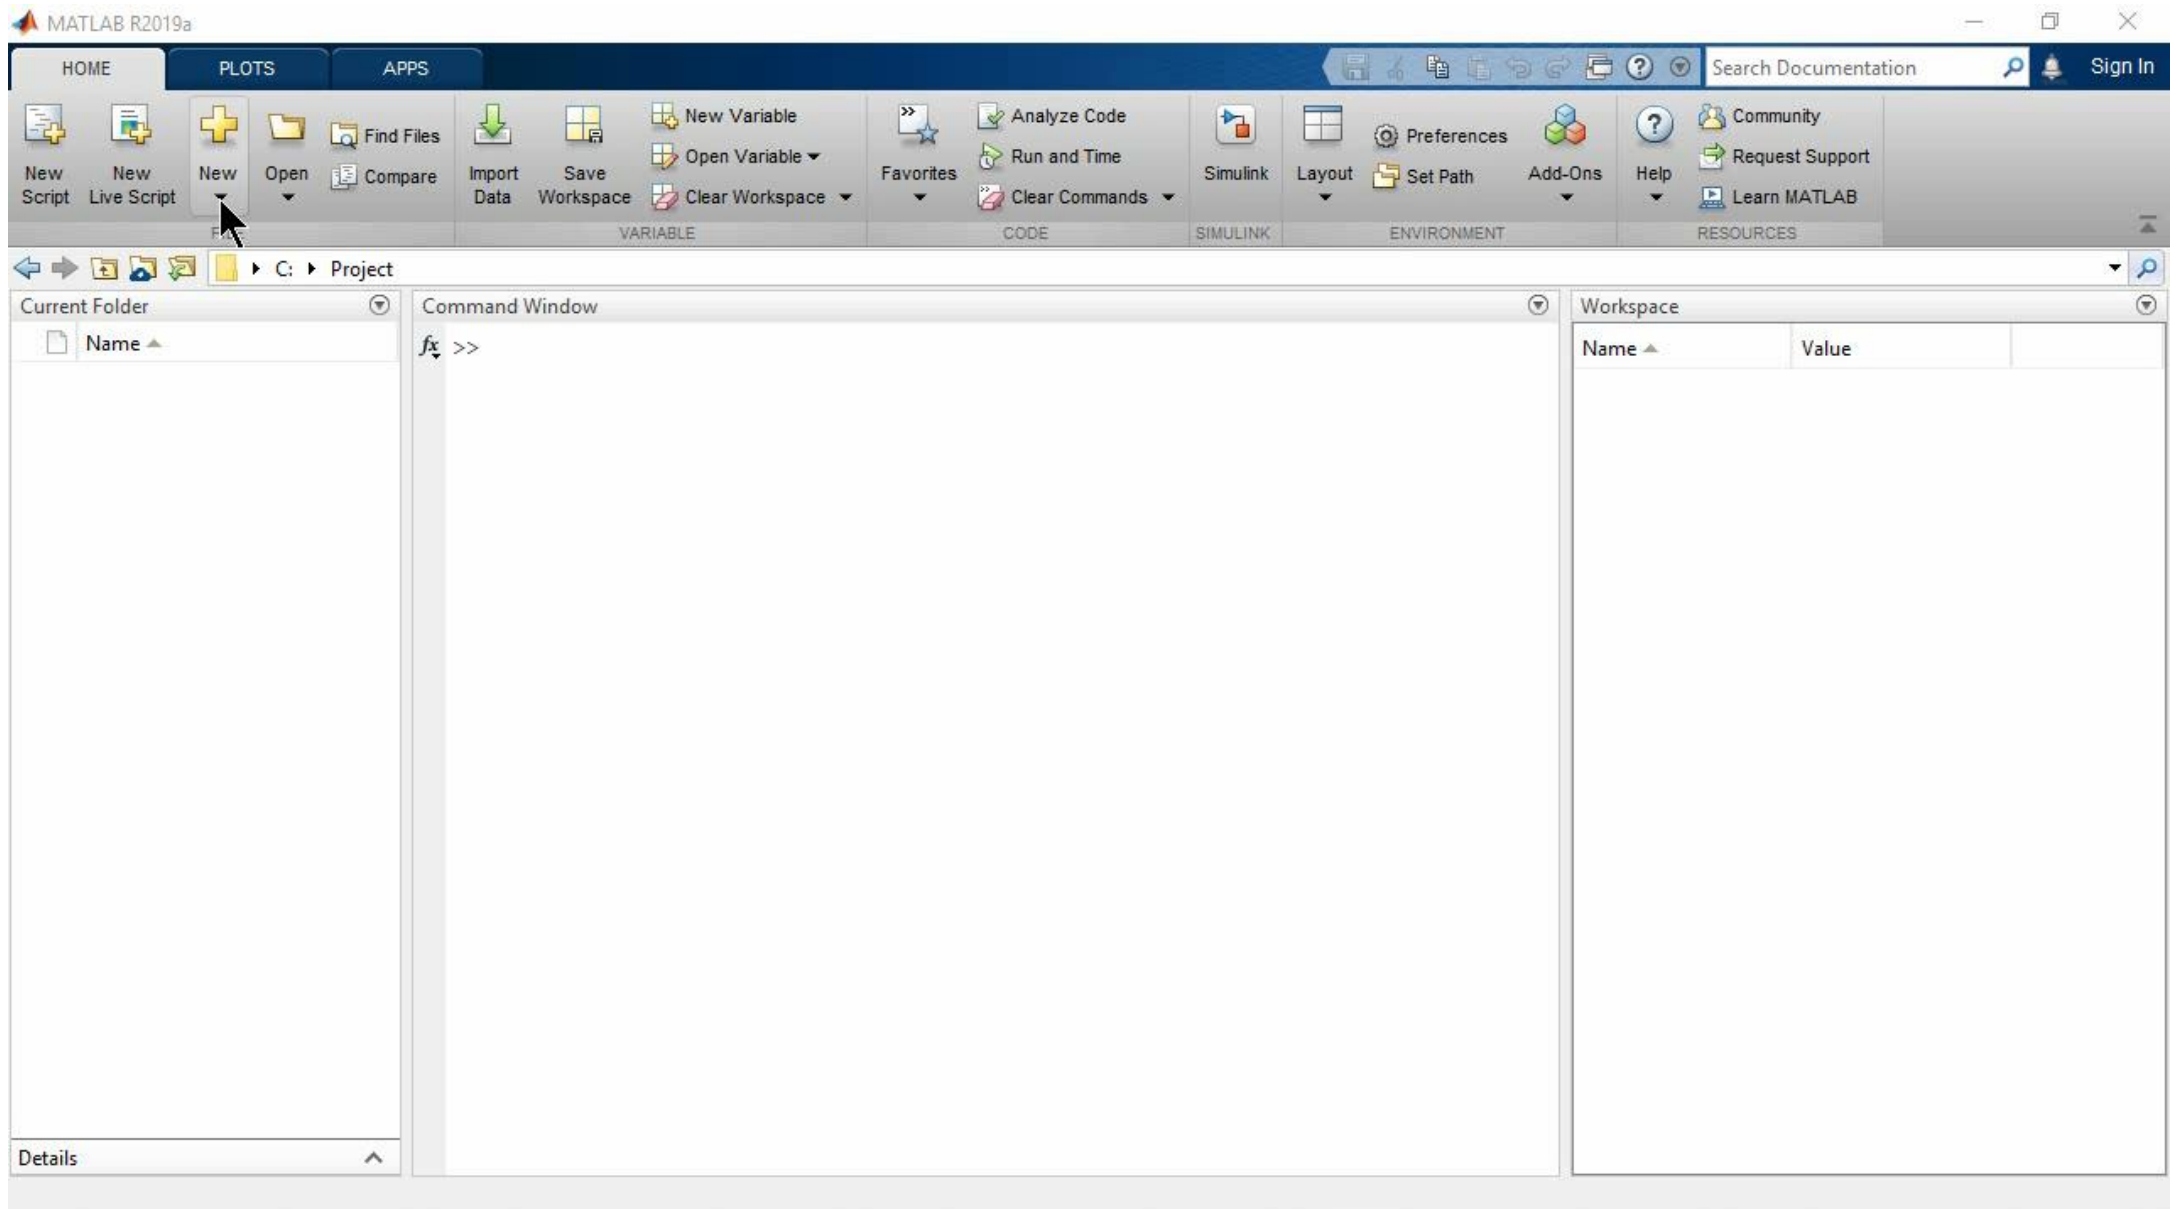 MATLAB R2019a
HOME PLOTS APPS Search Documentation Sign In
New Script
New Live Script
New
Open
Find Files
Compare
Import Data
Save Workspace
New Variable
Open Variable
Clear Workspace
Favorites
Analyze Code
Run and Time
Clear Commands
Simulink
Layout
Preferences
Set Path
Add-Ons
Help
Community
Request Support
Learn MATLAB
VARIABLE CODE SIMULINK ENVIRONMENT RESOURCES
C: Project
Current Folder
Name
Details
Command Window
fx >>
Workspace
Name Value